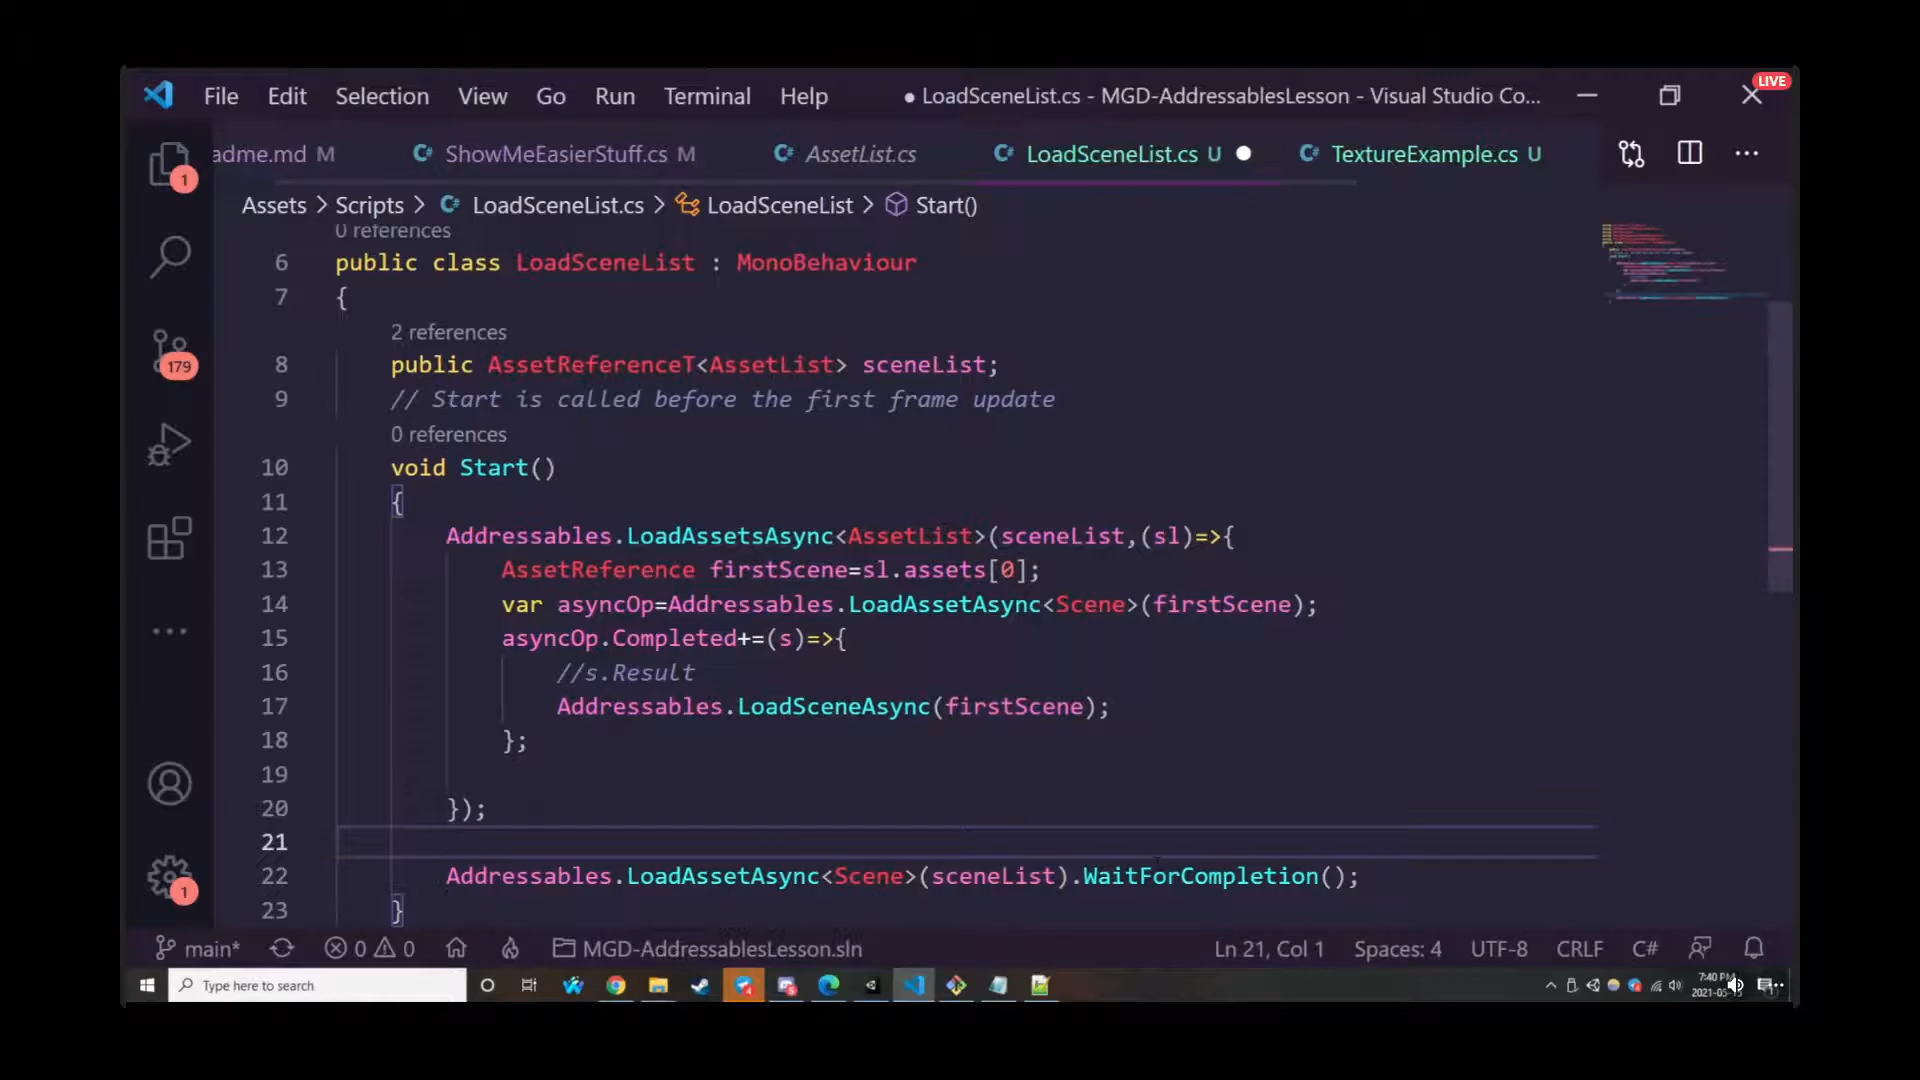 LIVE
File Edit Selection View Go Run Terminal Help ● LoadSceneList.cs - MGD-AddressablesLesson - Visual Studio Co...
adme.md M ShowMeEasierStuff.cs M AssetList.cs LoadSceneList.cs U TextureExample.cs U
1
Assets > Scripts > LoadSceneList.cs > LoadSceneList > Start()
0 references
6 public class LoadSceneList : MonoBehaviour
7 {
2 references
179
8 public AssetReferenceT<AssetList> sceneList;
9 // Start is called before the first frame update
0 references
10 void Start()
11 {
12 Addressables.LoadAssetsAsync<AssetList>(sceneList,(sl)=>{
13 AssetReference firstScene=sl.assets[0];
14 var asyncOp=Addressables.LoadAssetAsync<Scene>(firstScene);
15 asyncOp.Completed+=(s)=>{
16 //s.Result
17 Addressables.LoadSceneAsync(firstScene);
18 };
19
20 });
21
22 Addressables.LoadAssetAsync<Scene>(sceneList).WaitForCompletion();
1
23 }
main* 0 0 MGD-AddressablesLesson.sln Ln 21, Col 1 Spaces: 4 UTF-8 CRLF C#
Type here to search
7:40 PM